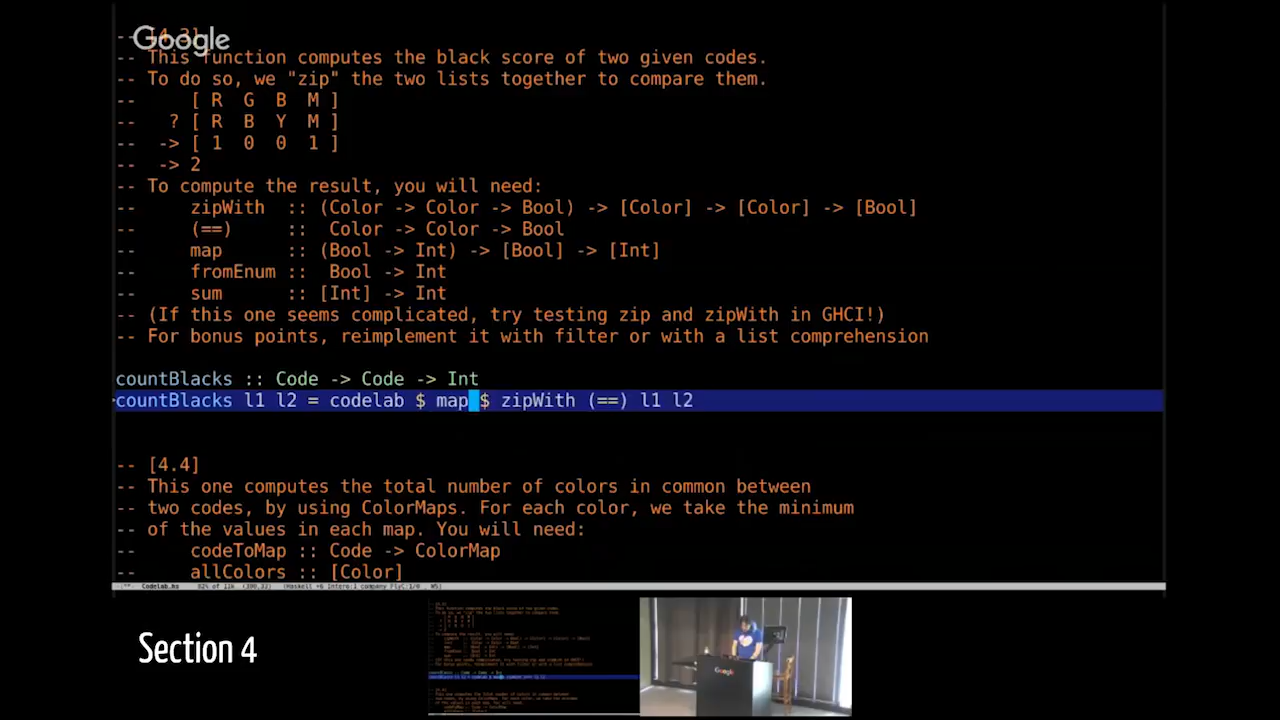 -- [4.3]
Google
-- This function computes the black score of two given codes.
-- To do so, we "zip" the two lists together to compare them.
-- [ R G B M ]
-- ? [ R B Y M ]
-- -> [ 1 0 0 1 ]
-- -> 2
-- To compute the result, you will need:
-- zipWith :: (Color -> Color -> Bool) -> [Color] -> [Color] -> [Bool]
-- (==) :: Color -> Color -> Bool
-- map :: (Bool -> Int) -> [Bool] -> [Int]
-- fromEnum :: Bool -> Int
-- sum :: [Int] -> Int
-- (If this one seems complicated, try testing zip and zipWith in GHCI!)
-- For bonus points, reimplement it with filter or with a list comprehension
countBlacks :: Code -> Code -> Int
countBlacks l1 l2 = codelab $ map $ zipWith (==) l1 l2
-- [4.4]
-- This one computes the total number of colors in common between
-- two codes, by using ColorMaps. For each color, we take the minimum
-- of the values in each map. You will need:
-- codeToMap :: Code -> ColorMap
-- allColors :: [Color]
Codelab.hs
Section 4
Google